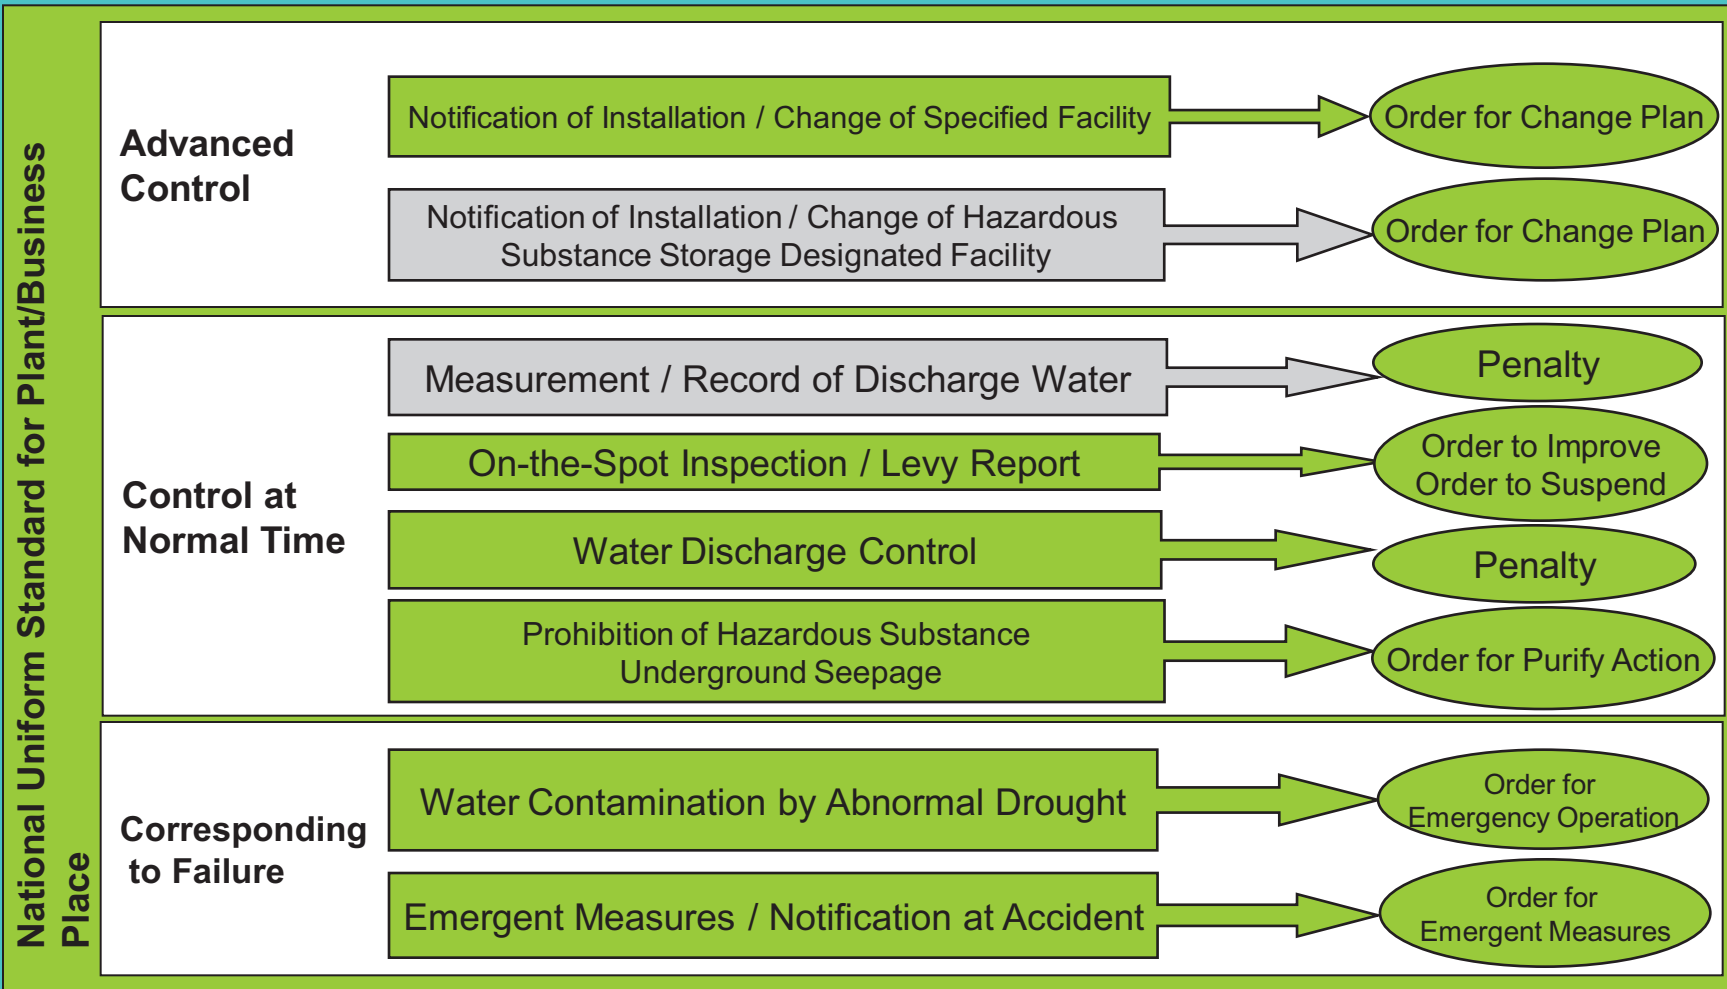 National Uniform Standard for Plant/Business
Place
Advanced
Control
Notification of Installation / Change of Specified Facility
Order for Change Plan
Notification of Installation / Change of Hazardous
Substance Storage Designated Facility
Order for Change Plan
Control at
Normal Time
Measurement / Record of Discharge Water
Penalty
On-the-Spot Inspection / Levy Report
Order to Improve
Order to Suspend
Water Discharge Control
Penalty
Prohibition of Hazardous Substance
Underground Seepage
Order for Purify Action
Corresponding
to Failure
Water Contamination by Abnormal Drought
Order for
Emergency Operation
Emergent Measures / Notification at Accident
Order for
Emergent Measures